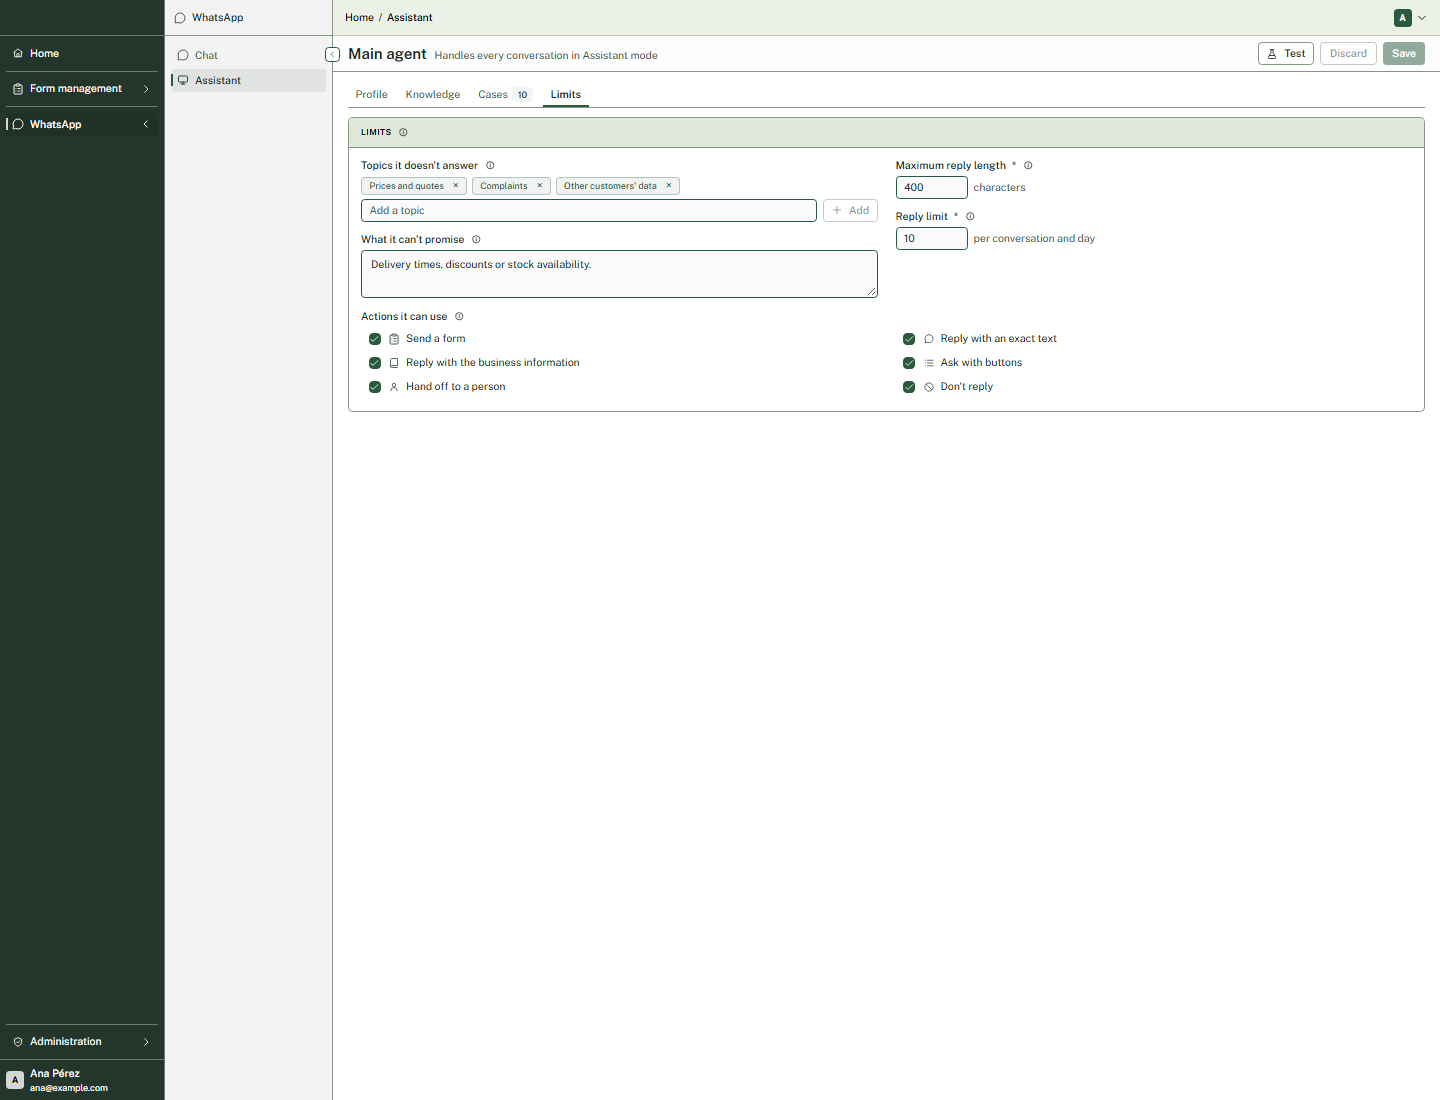 Home
Form management
WhatsApp
Administration
A
Ana Pérez
ana@example.com
WhatsApp
Chat
Assistant
Home / Assistant
A
Main agent Handles every conversation in Assistant mode
Test Discard Save
Profile Knowledge Cases 10 Limits
LIMITS
Topics it doesn't answer
Prices and quotes × Complaints × Other customers' data ×
Add a topic + Add
What it can't promise
Delivery times, discounts or stock availability.
Maximum reply length *
400 characters
Reply limit *
10 per conversation and day
Actions it can use
Send a form
Reply with an exact text
Reply with the business information
Ask with buttons
Hand off to a person
Don't reply